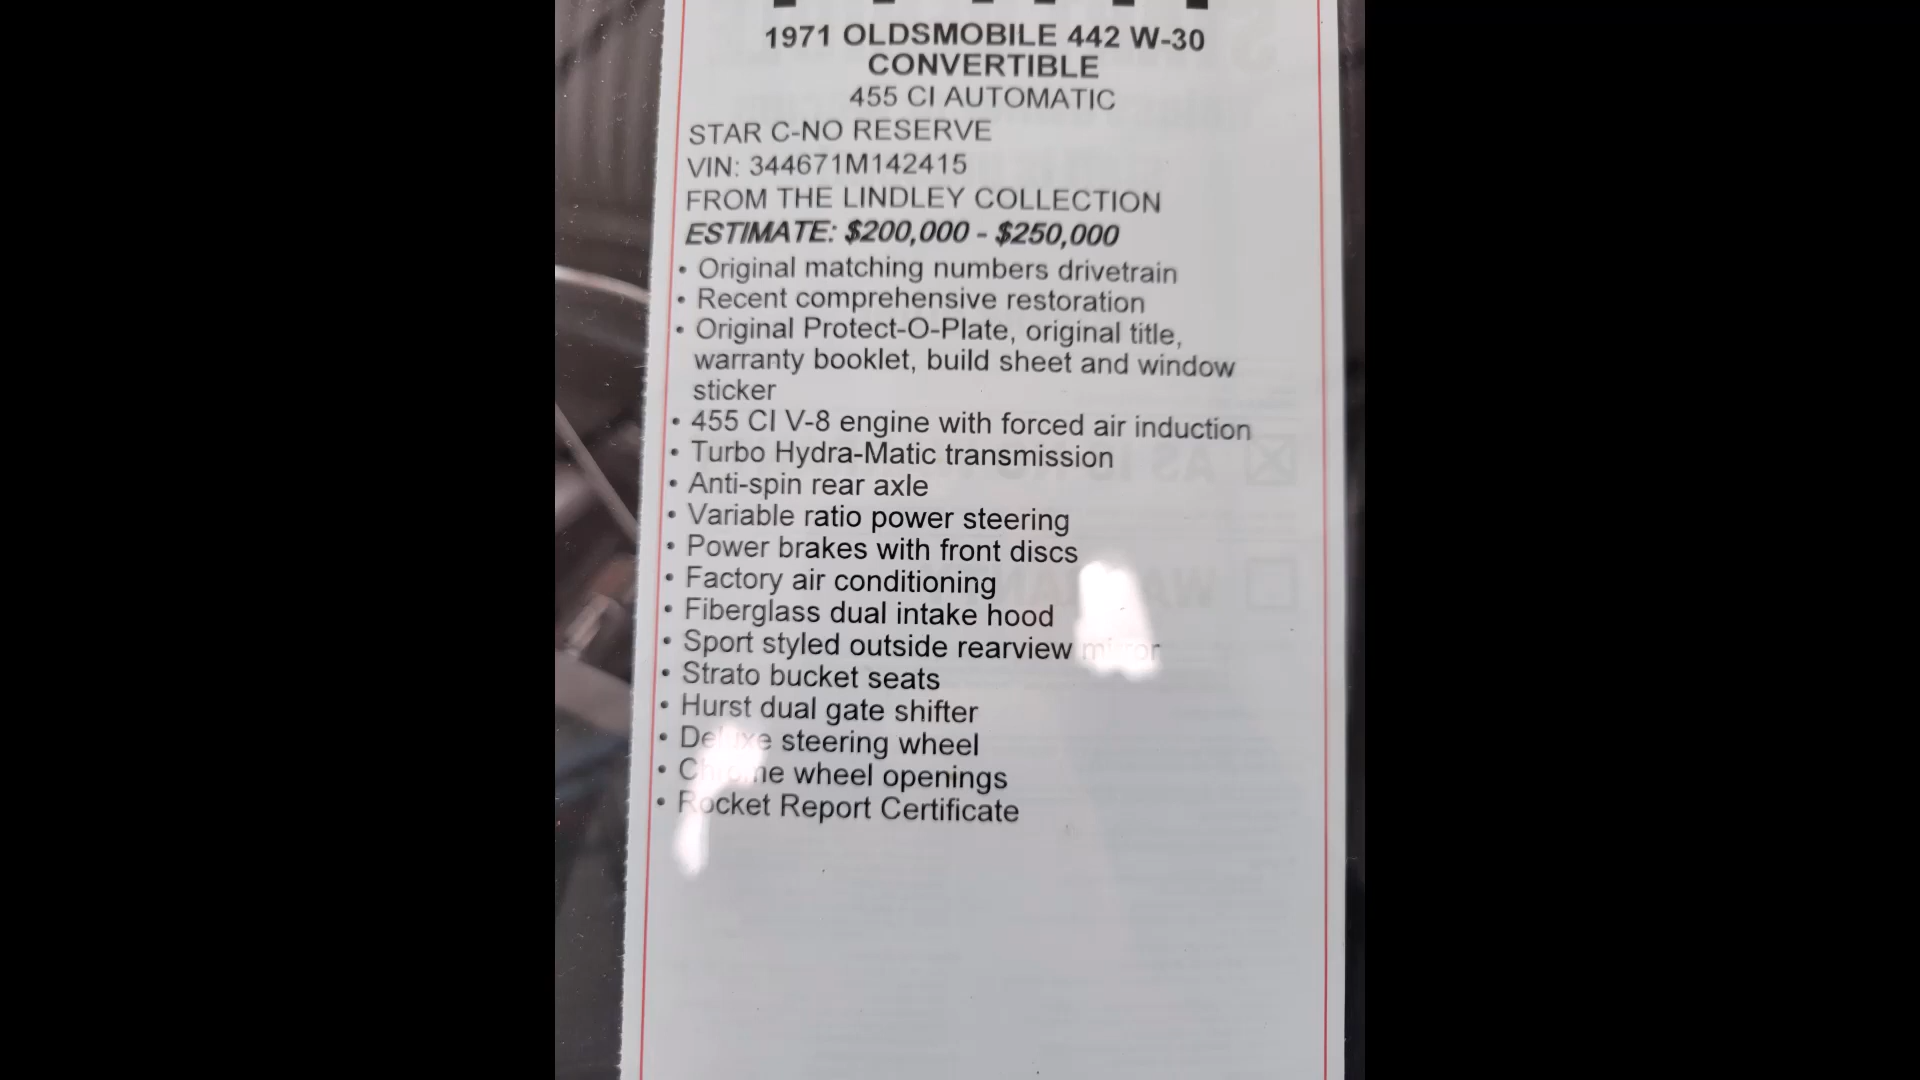 1971 OLDSMOBILE 442 W-30
CONVERTIBLE
455 CI AUTOMATIC
STAR C-NO RESERVE
VIN: 344671M142415
FROM THE LINDLEY COLLECTION
ESTIMATE: $200,000 - $250,000
• Original matching numbers drivetrain
• Recent comprehensive restoration
• Original Protect-O-Plate, original title,
warranty booklet, build sheet and window
sticker
• 455 CI V-8 engine with forced air induction
• Turbo Hydra-Matic transmission
• Anti-spin rear axle
• Variable ratio power steering
• Power brakes with front discs
• Factory air conditioning
• Fiberglass dual intake hood
• Sport styled outside rearview mirror
• Strato bucket seats
• Hurst dual gate shifter
• Deluxe steering wheel
• Chrome wheel openings
• Rocket Report Certificate